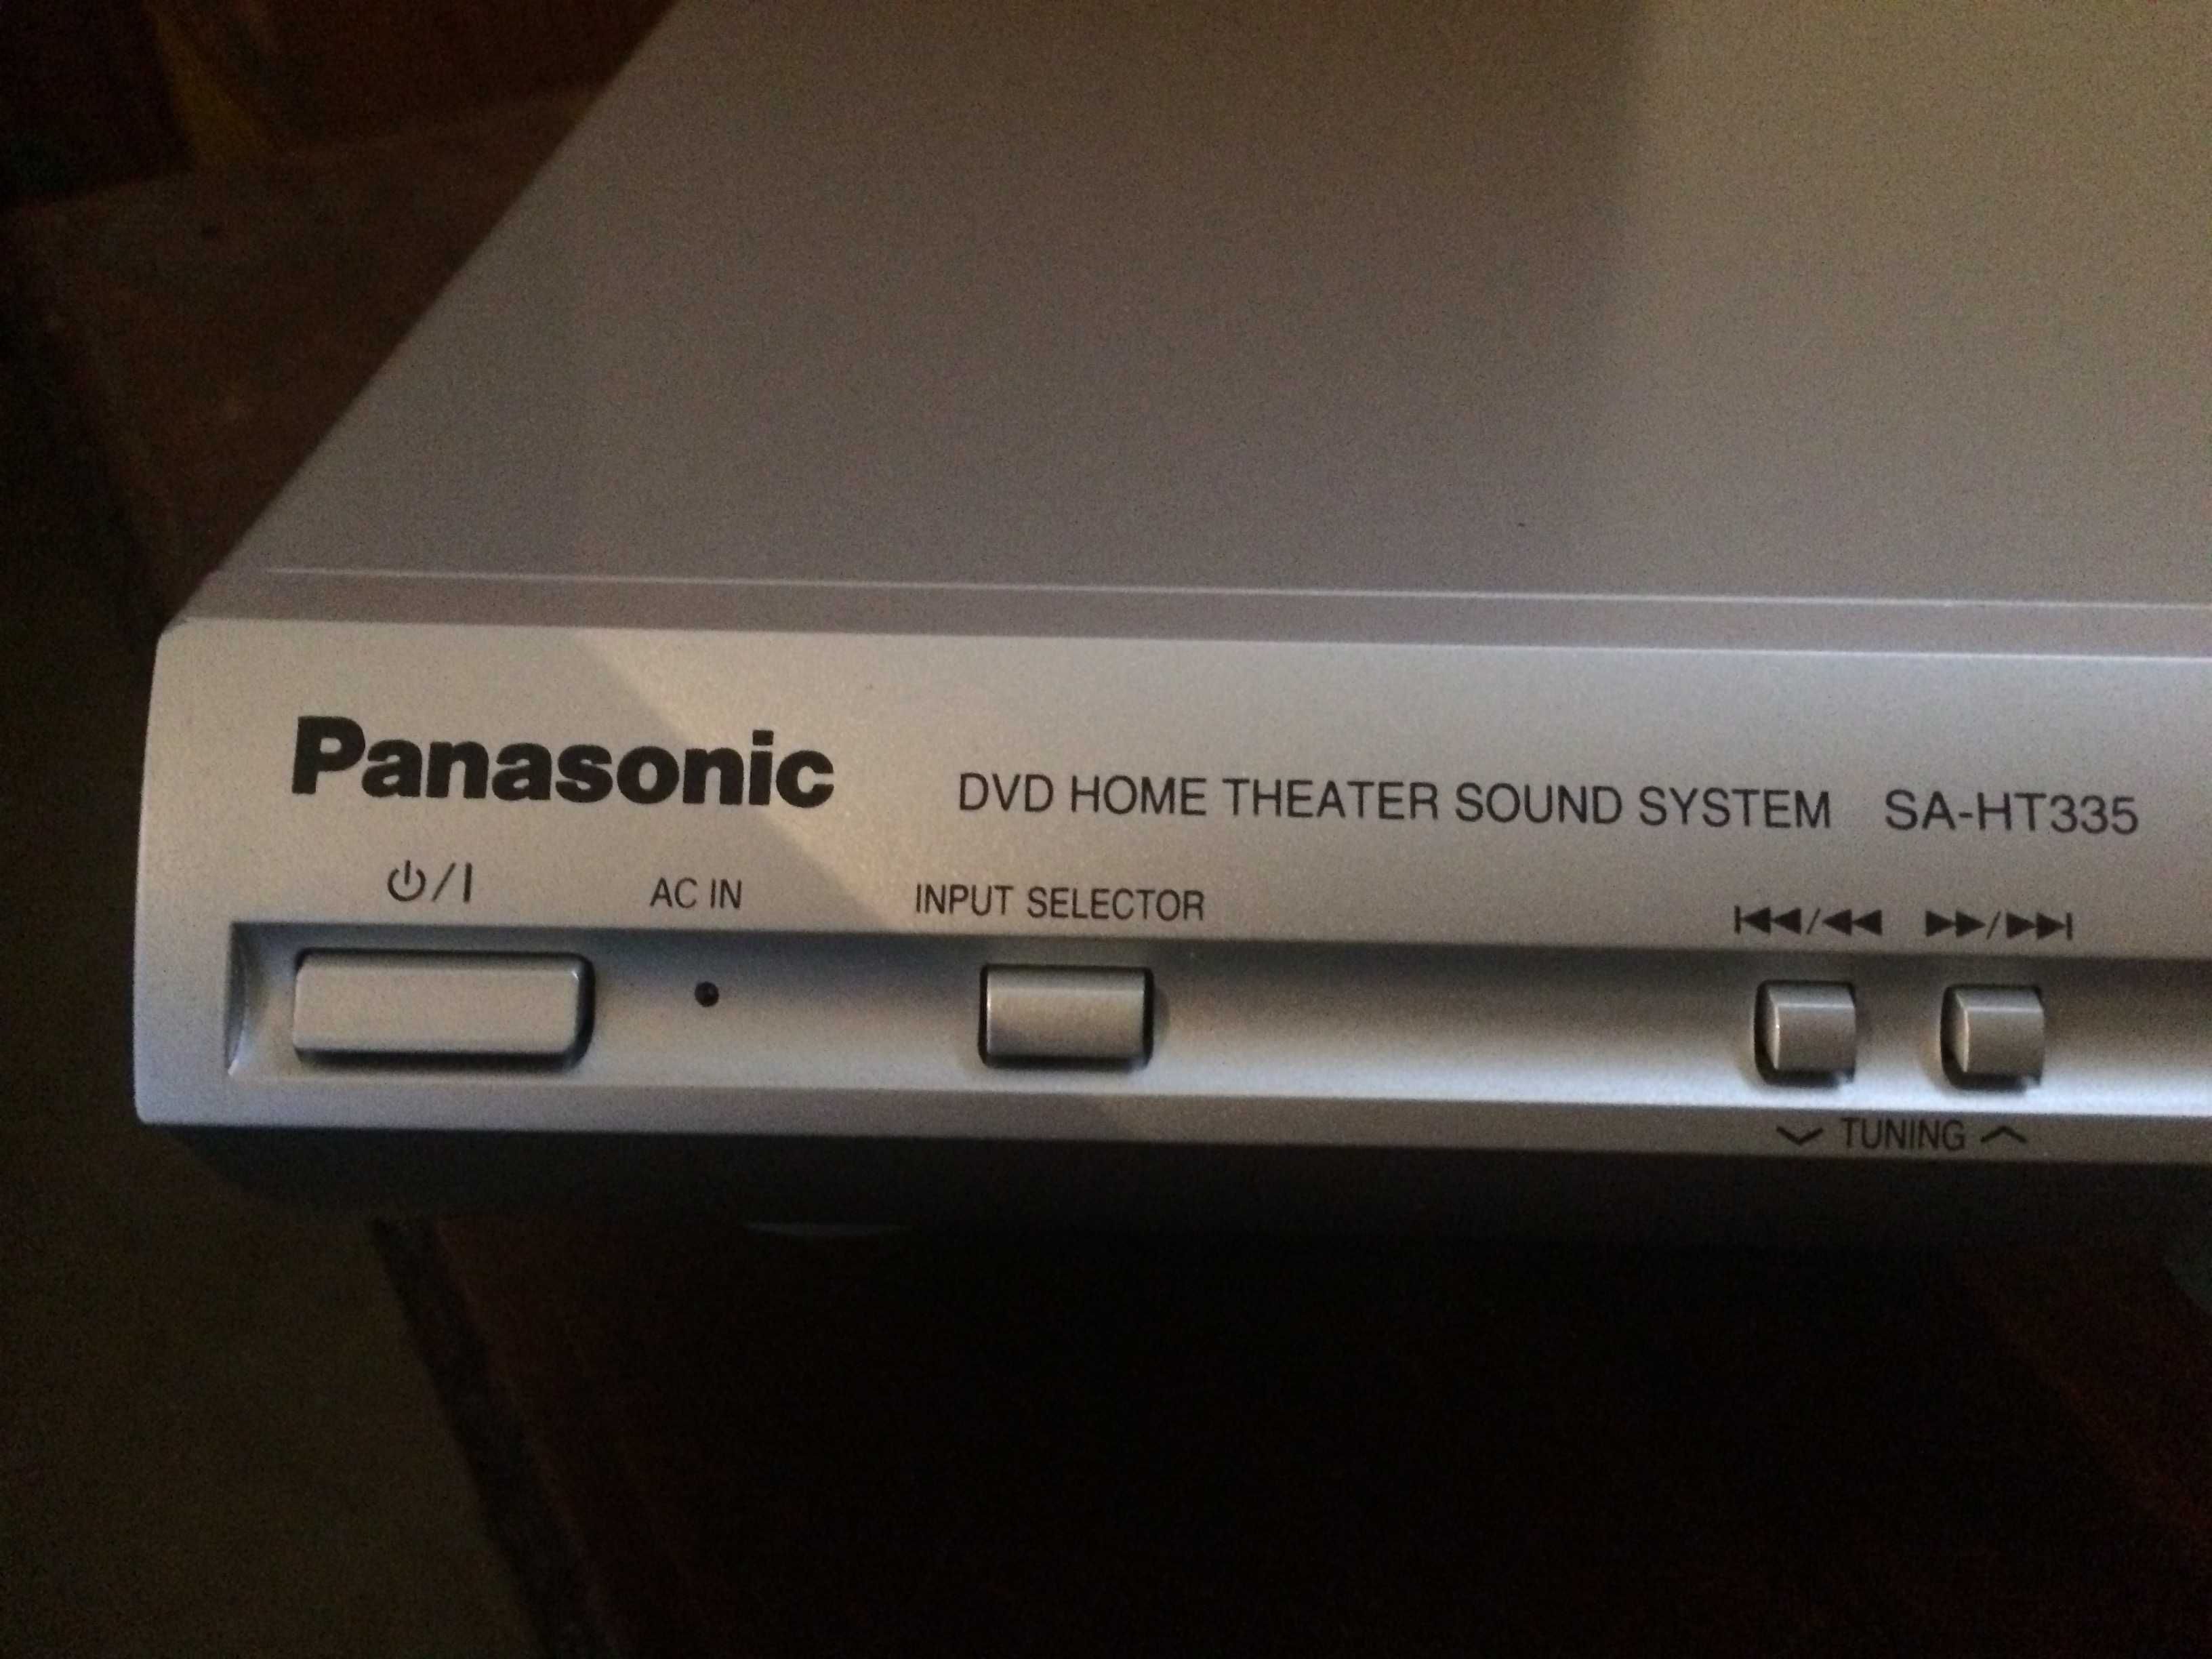 Panasonic DVD HOME THEATER SOUND SYSTEM SA-HT335
⏻/I AC IN INPUT SELECTOR ⏮/◀◀ ▶▶/⏭
∨ TUNING ∧